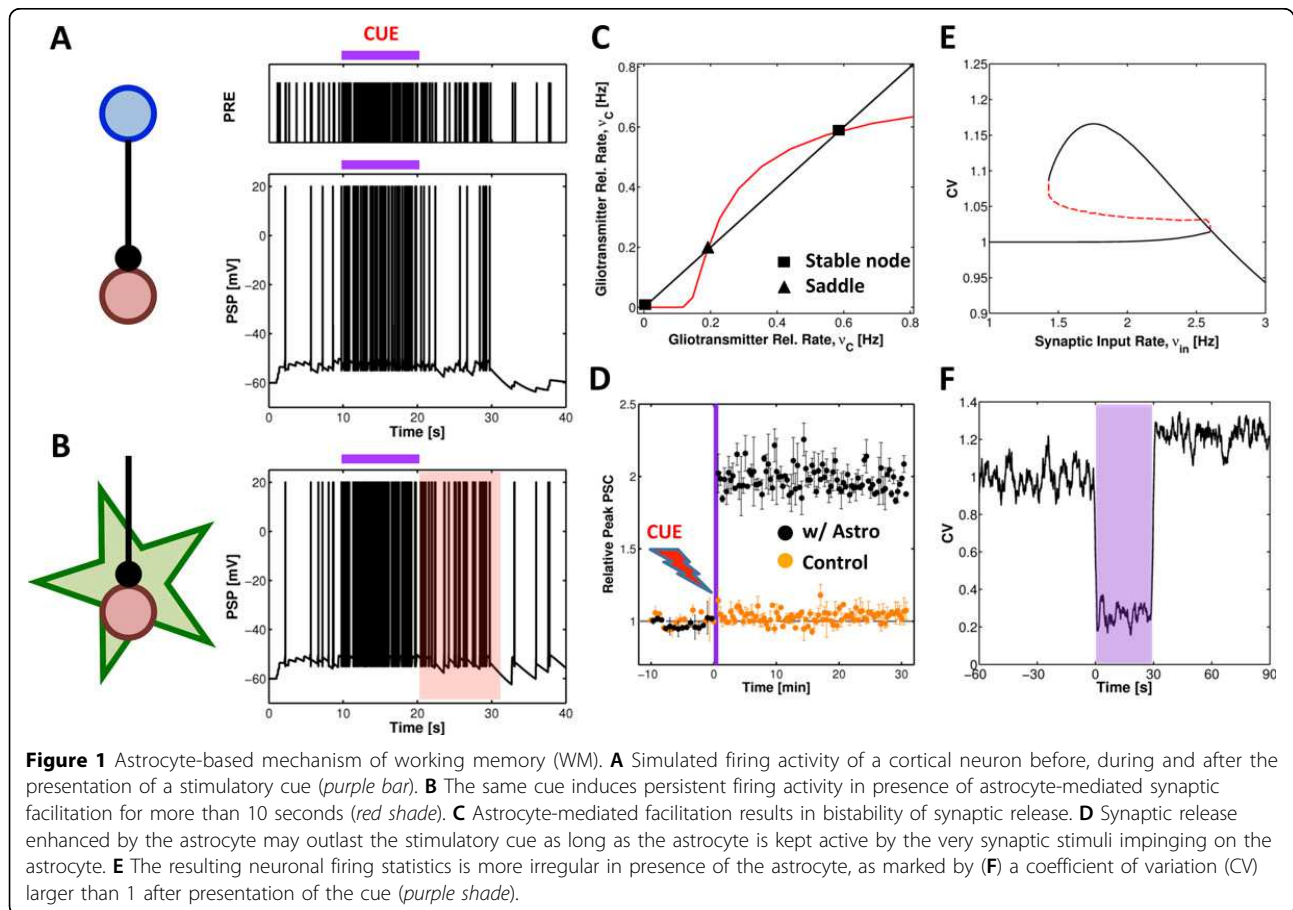 A
CUE
PRE
20
0
−20
−40
−60
PSP [mV]
0 10 20 30 40
Time [s]
B
20
0
−20
−40
−60
PSP [mV]
0 10 20 30 40
Time [s]
C
0.8
0.6
0.4
0.2
0
Gliotransmitter Rel. Rate, νC [Hz]
Stable node
Saddle
0 0.2 0.4 0.6 0.8
Gliotransmitter Rel. Rate, νC [Hz]
D
2.5
2
1.5
1
Relative Peak PSC
CUE
w/ Astro
Control
−10 0 10 20 30
Time [min]
E
1.25
1.2
1.15
1.1
1.05
1
0.95
0.9
CV
1 1.5 2 2.5 3
Synaptic Input Rate, νin [Hz]
F
1.4
1.2
1
0.8
0.6
0.4
0.2
0
CV
−60 −30 0 30 60 90
Time [s]
Figure 1 Astrocyte-based mechanism of working memory (WM). A Simulated firing activity of a cortical neuron before, during and after the
presentation of a stimulatory cue (purple bar). B The same cue induces persistent firing activity in presence of astrocyte-mediated synaptic
facilitation for more than 10 seconds (red shade). C Astrocyte-mediated facilitation results in bistability of synaptic release. D Synaptic release
enhanced by the astrocyte may outlast the stimulatory cue as long as the astrocyte is kept active by the very synaptic stimuli impinging on the
astrocyte. E The resulting neuronal firing statistics is more irregular in presence of the astrocyte, as marked by (F) a coefficient of variation (CV)
larger than 1 after presentation of the cue (purple shade).